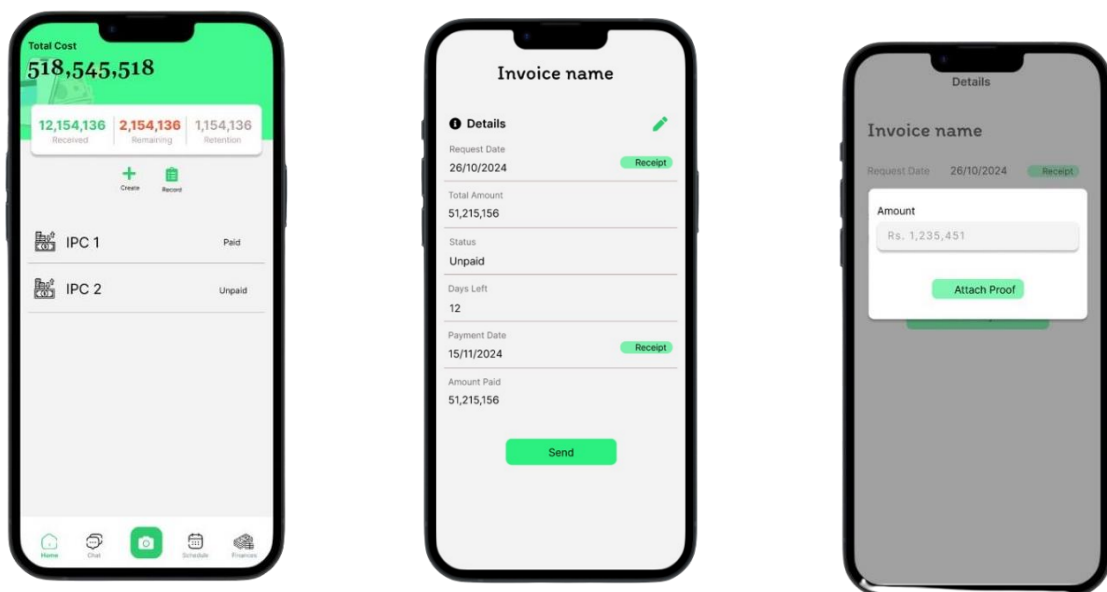 Total Cost
518,545,518
12,154,136 2,154,136 1,154,136
Received Remaining Retention
Create Record
IPC 1 Paid
IPC 2 Unpaid
Home Chat Schedule Finances
Invoice name
Details
Request Date
26/10/2024 Receipt
Total Amount
51,215,156
Status
Unpaid
Days Left
12
Payment Date
15/11/2024 Receipt
Amount Paid
51,215,156
Send
Details
Invoice name
Request Date 26/10/2024 Receipt
Amount
Rs. 1,235,451
Attach Proof